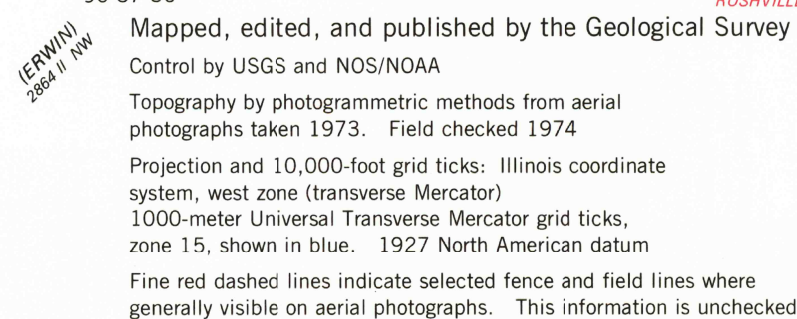 RUSHVILLE
(ERWIN)
2864 II NW
Mapped, edited, and published by the Geological Survey
Control by USGS and NOS/NOAA
Topography by photogrammetric methods from aerial
photographs taken 1973. Field checked 1974
Projection and 10,000-foot grid ticks: Illinois coordinate
system, west zone (transverse Mercator)
1000-meter Universal Transverse Mercator grid ticks,
zone 15, shown in blue. 1927 North American datum
Fine red dashed lines indicate selected fence and field lines where
generally visible on aerial photographs. This information is unchecked